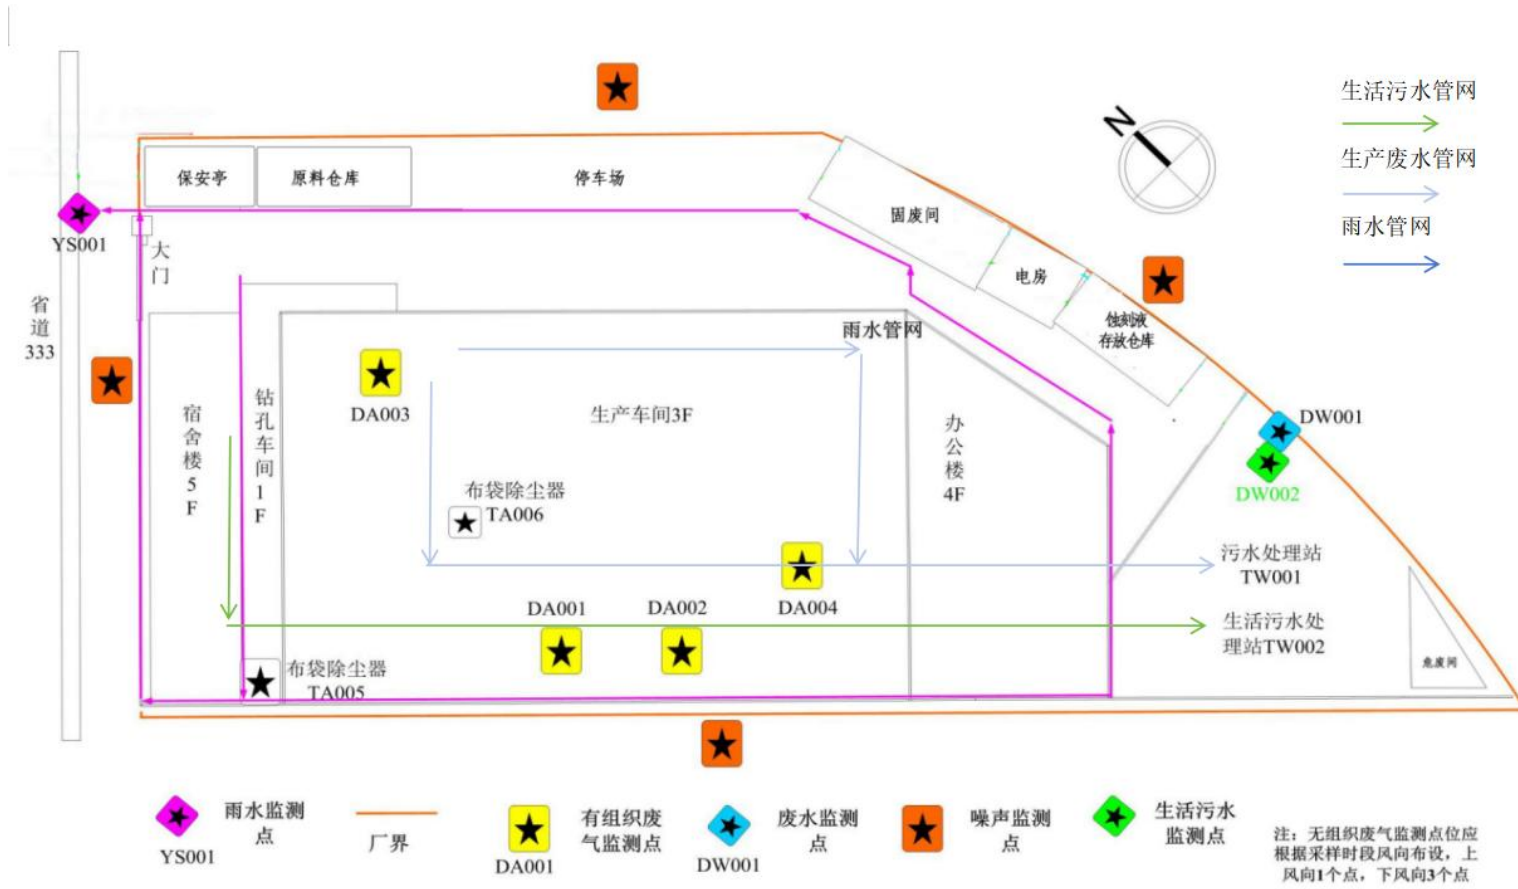 生活污水管网
生产废水管网
雨水管网
N
保安亭
原料仓库
停车场
固废间
电房
蚀刻液
存放仓库
YS001
大
门
省
道
333
雨水管网
DA003
生产车间3F
钻
孔
车
间
1
F
宿
舍
楼
5
F
办
公
楼
4F
DW001
DW002
布袋除尘器
TA006
污水处理站
TW001
DA001
DA002
DA004
生活污水处
理站TW002
危废间
布袋除尘器
TA005
雨水监测
点
YS001
厂界
有组织废
气监测点
DA001
废水监测
点
DW001
噪声监测
点
生活污水
监测点
注：无组织废气监测点位应
根据采样时段风向布设，上
风向1个点，下风向3个点